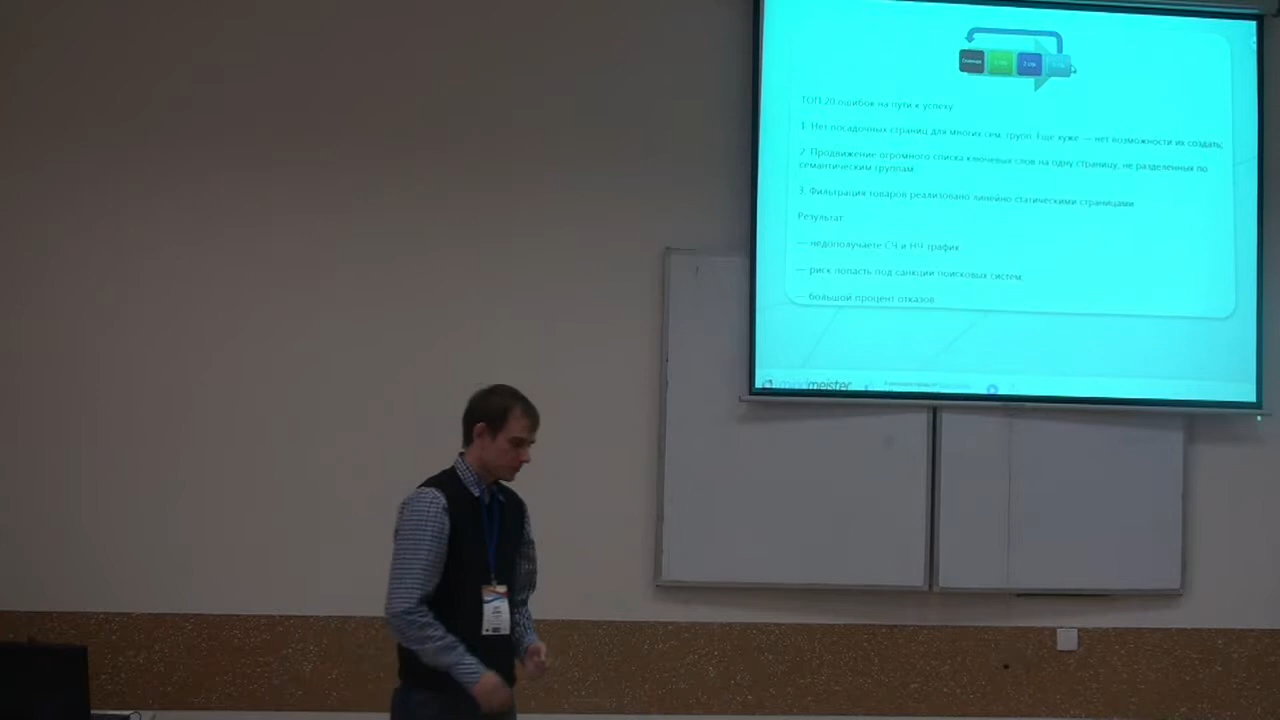 ТОП 20 ошибок на пути к успеху
1. Нет посадочных страниц для многих сем. групп. Еще хуже — нет возможности их создать;
2. Продвижение огромного списка ключевых слов на одну страницу, не разделенных по
семантическим группам.
3. Фильтрация товаров реализовано линейно статическими страницами
Результат:
— недополучаете СЧ и НЧ трафик
— риск попасть под санкции поисковых систем;
— большой процент отказов.
mindmeister